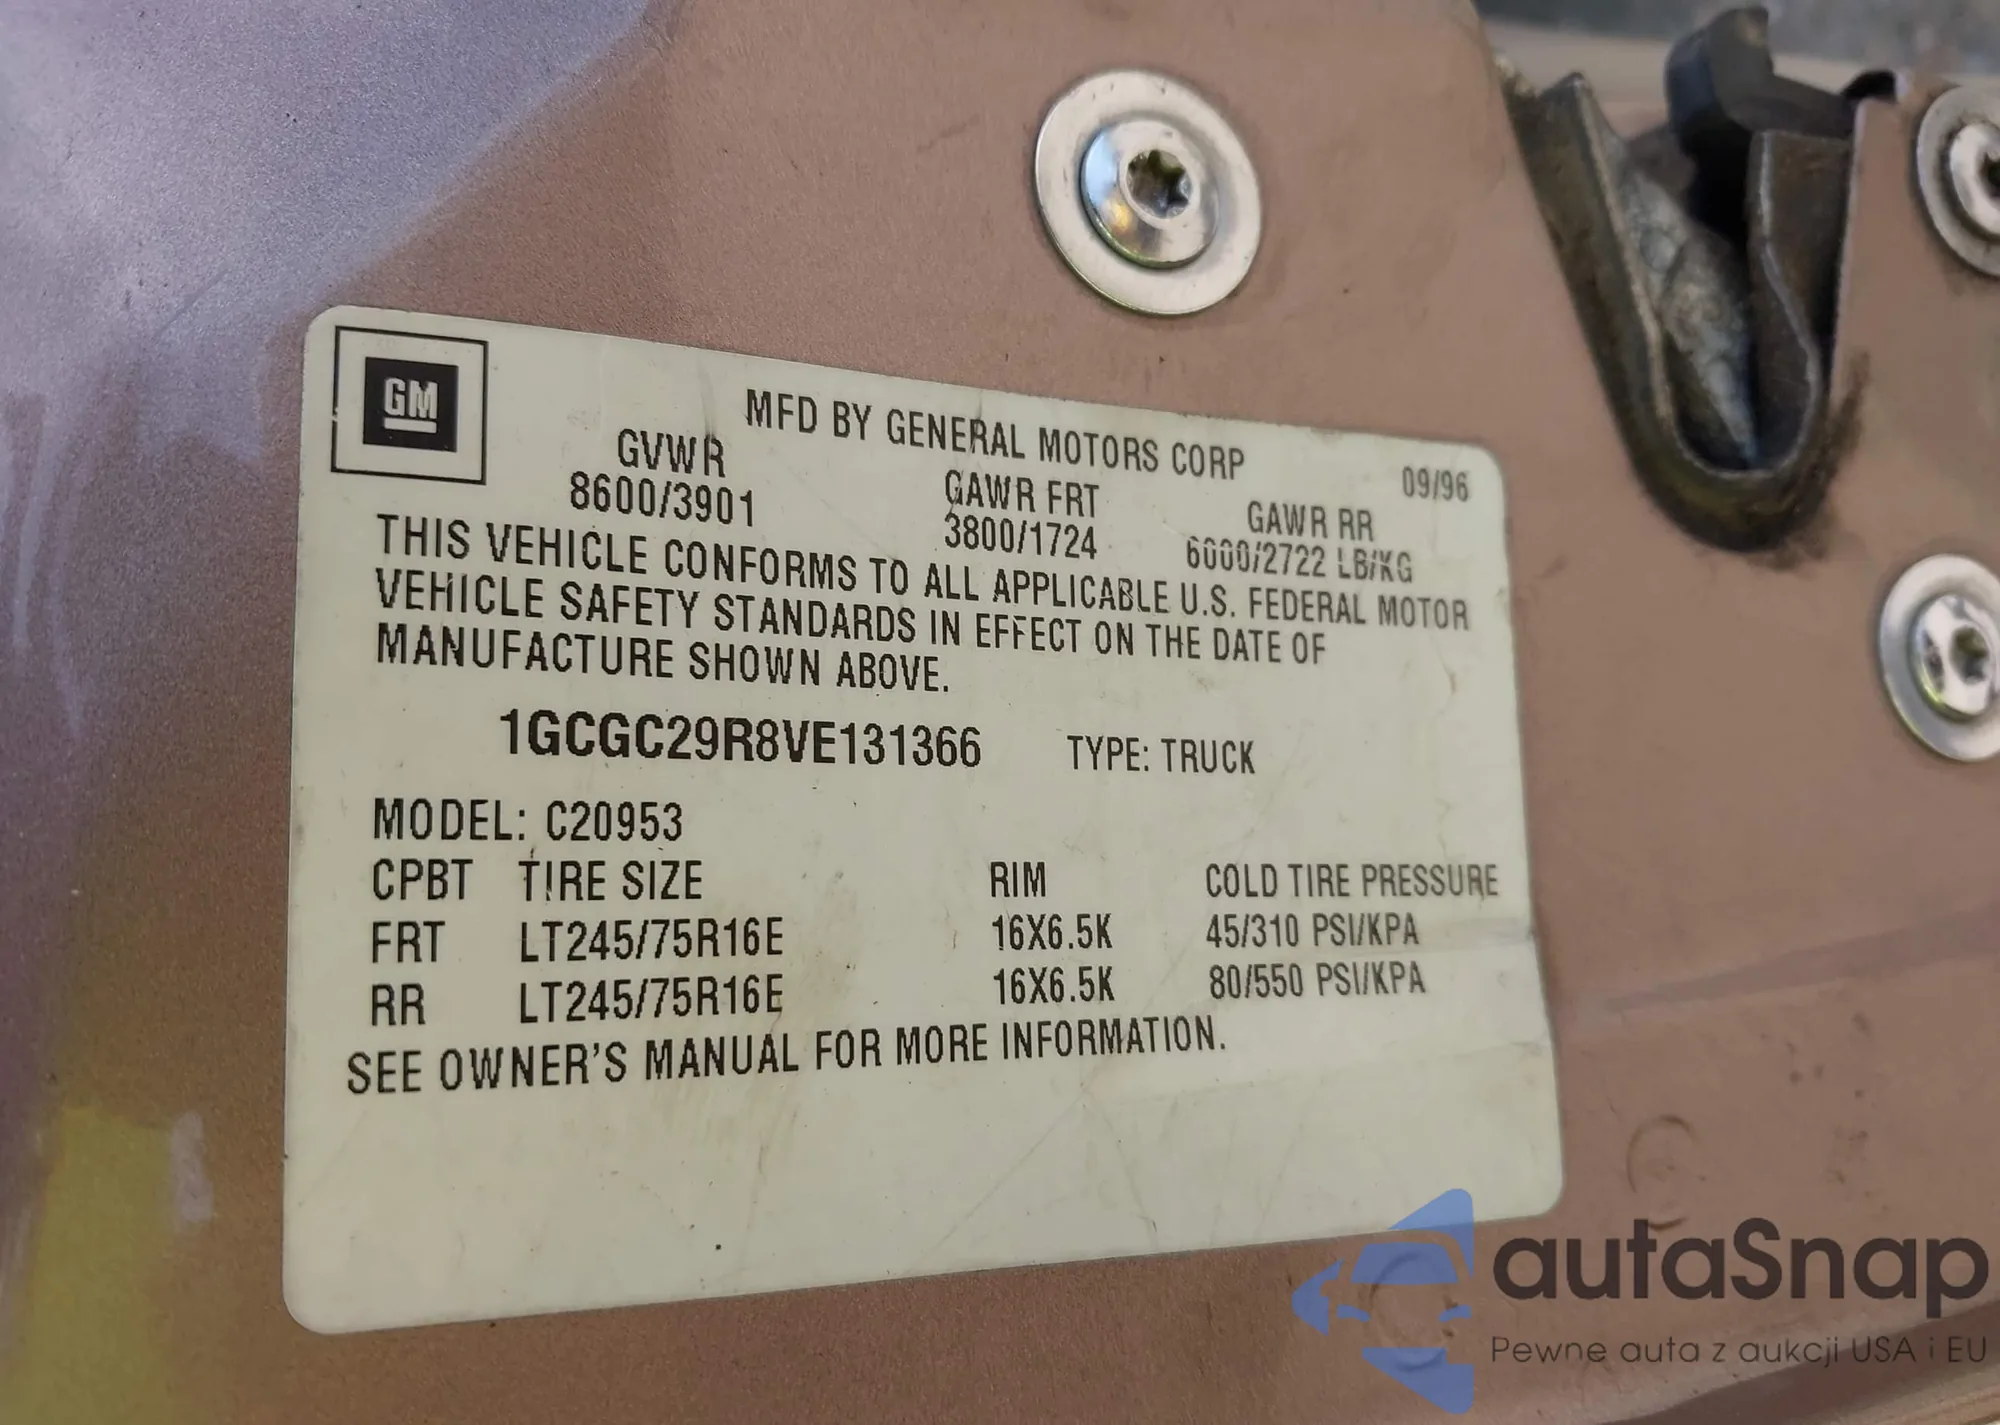 GM
MFD BY GENERAL MOTORS CORP
09/96
GVWR GAWR FRT GAWR RR
8600/3901 3800/1724 6000/2722 LB/KG
THIS VEHICLE CONFORMS TO ALL APPLICABLE U.S. FEDERAL MOTOR
VEHICLE SAFETY STANDARDS IN EFFECT ON THE DATE OF
MANUFACTURE SHOWN ABOVE.
1GCGC29R8VE131366 TYPE: TRUCK
MODEL: C20953
CPBT TIRE SIZE RIM COLD TIRE PRESSURE
FRT LT245/75R16E 16X6.5K 45/310 PSI/KPA
RR LT245/75R16E 16X6.5K 80/550 PSI/KPA
SEE OWNER'S MANUAL FOR MORE INFORMATION.
autaSnap
Pewne auta z aukcji USA i EU